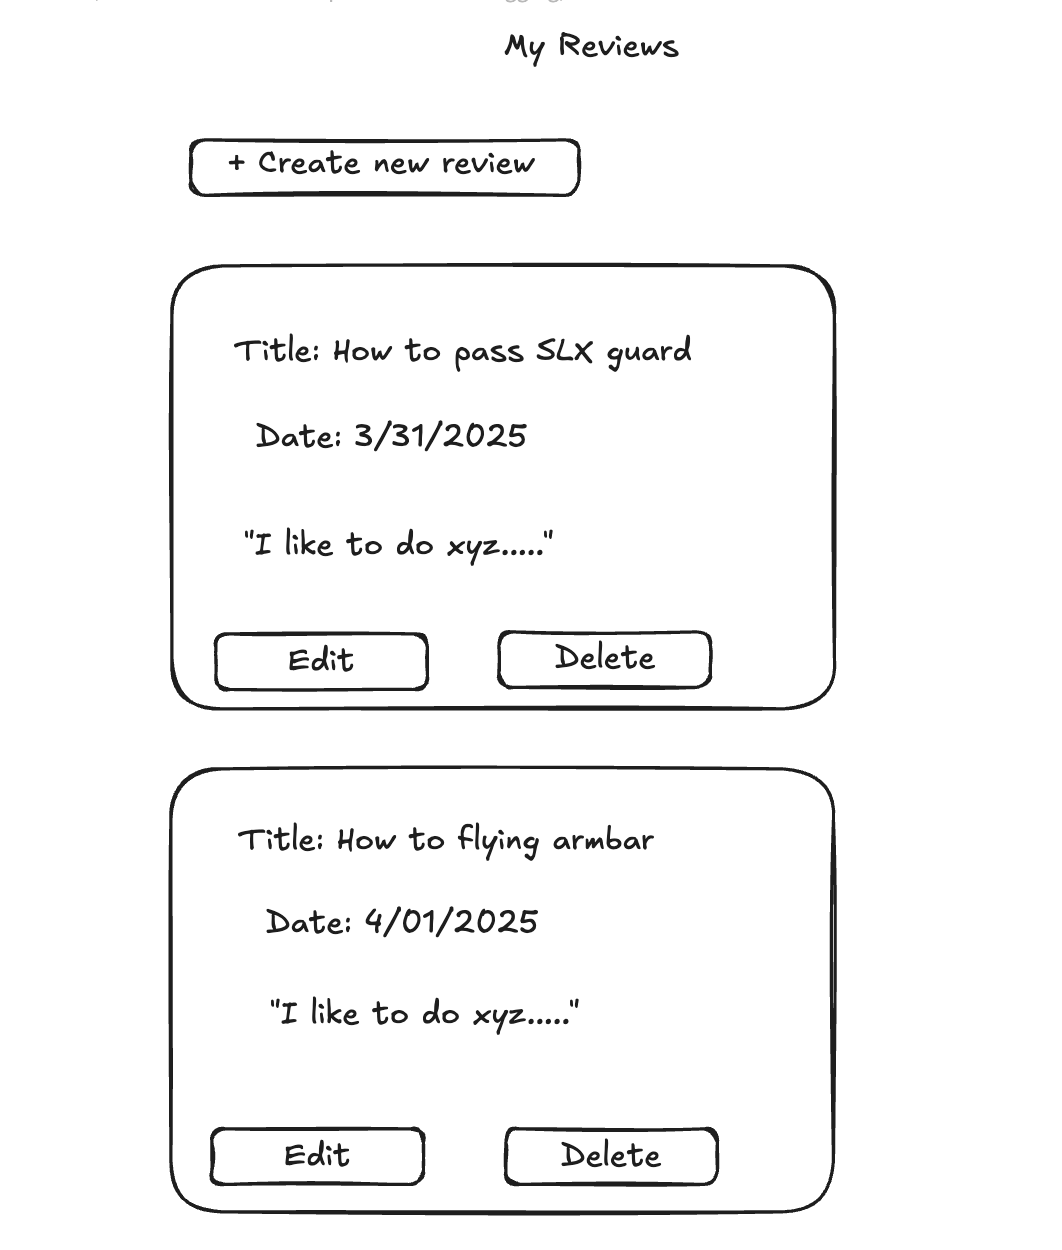 My Reviews
+ Create new review
Title: How to pass SLX guard
Date: 3/31/2025
"I like to do xyz....."
Edit
Delete
Title: How to flying armbar
Date: 4/01/2025
"I like to do xyz....."
Edit
Delete